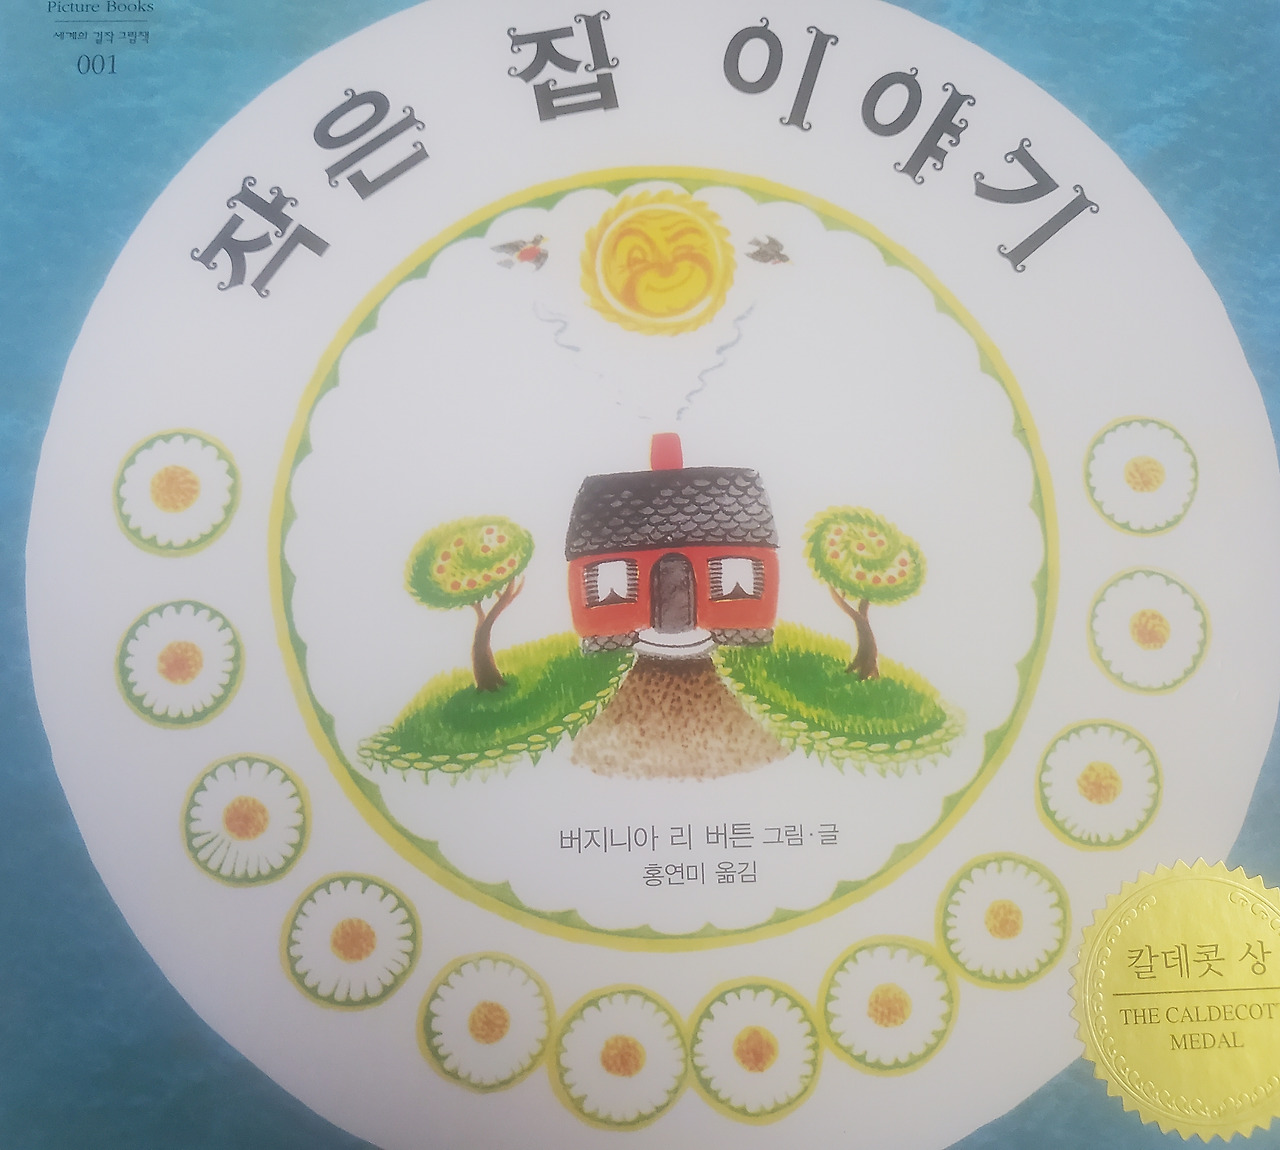 Picture Books
세계의 걸작 그림책
001
작은 집 이야기
버지니아 리 버튼 그림·글
홍연미 옮김
칼데콧 상
THE CALDECOTT
MEDAL